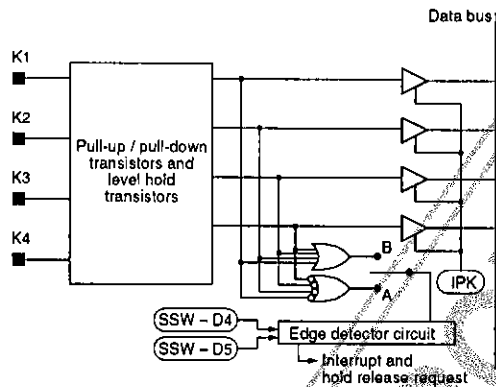 Data bus
K1
K2
K3
K4
Pull-up / pull-down
transistors and
level hold
transistors
B
A
IPK
SSW – D4
SSW – D5
Edge detector circuit
Interrupt and
hold release request